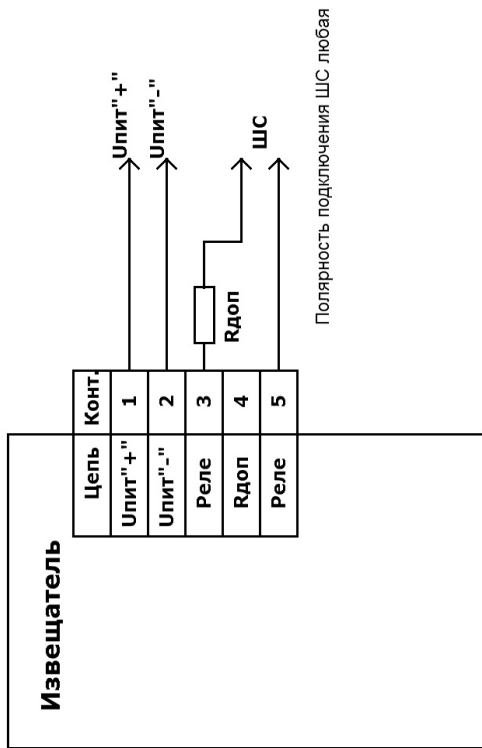 Извещатель
Цепь Конт.
Uпит"+" 1
Uпит"-" 2
Реле 3
Rдоп 4
Реле 5
Uпит"+"
Uпит"-"
Rдоп
ШС
Полярность подключения ШС любая